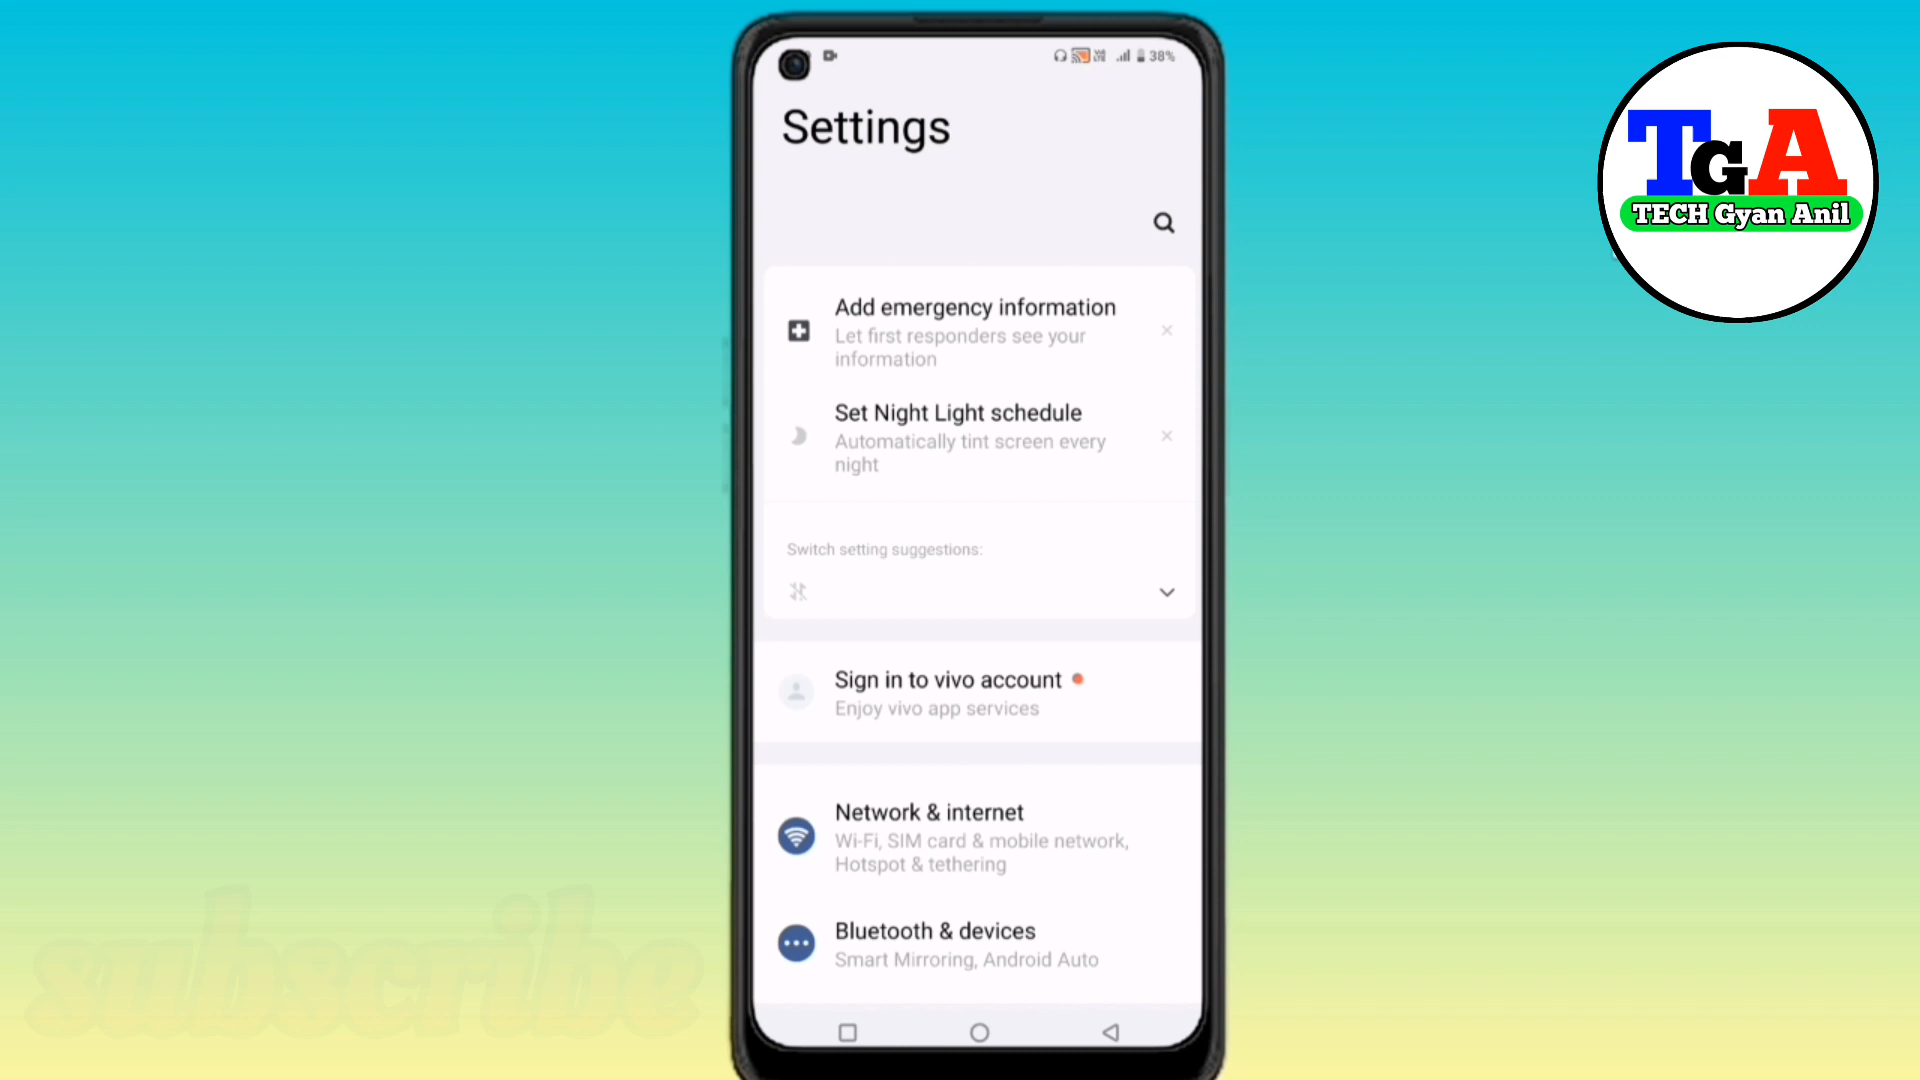 38%
Settings
Add emergency information
Let first responders see your
information
Set Night Light schedule
Automatically tint screen every
night
Switch setting suggestions:
Sign in to vivo account
Enjoy vivo app services
Network & internet
Wi-Fi, SIM card & mobile network,
Hotspot & tethering
Bluetooth & devices
Smart Mirroring, Android Auto
TGA
TECH Gyan Anil
subscribe